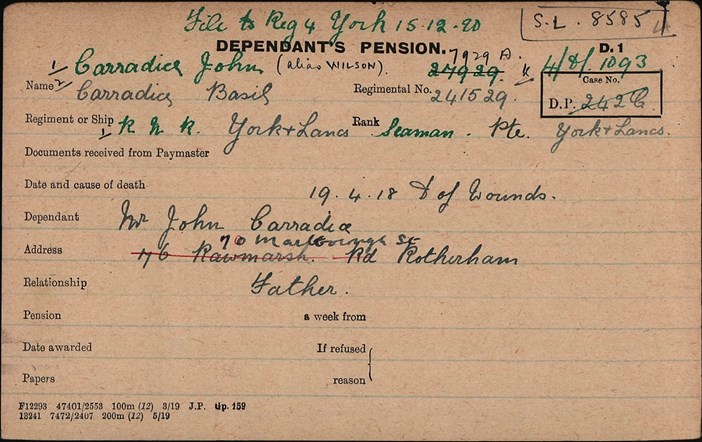 File to Reg 4 York 15.12.20
S.L. 8585
DEPENDANT'S PENSION. D.1
7929 A.
1/ Carradice John (alias WILSON). 24929 4/8/1093
Name 2/ Carradice Basil Regimental No. 241529 Case No.
D.P. 2426
Regiment or Ship 1/ R.N.R. York & Lancs Rank Seaman. Pte. York & Lancs.
Documents received from Paymaster
Date and cause of death 19.4.18 D of Wounds.
Dependant Mr John Carradice
70 Marlborough St
Address 46 Rawmarsh. Rd Rotherham
Relationship Father.
Pension a week from
Date awarded If refused
Papers reason
F12293 47401/2553 100m (12) 3/19 J.P. Gp. 159
13241 7472/2407 200m (12) 5/19